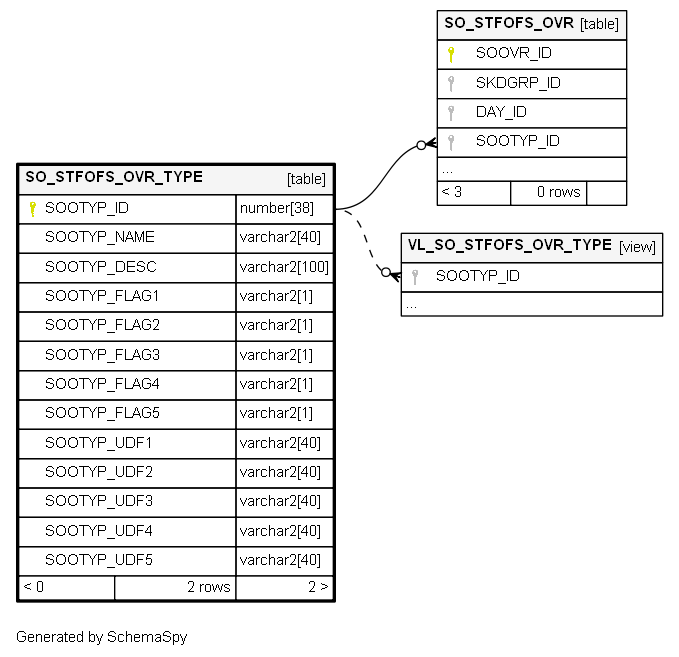 SO_STFOFS_OVR [table]
SOOVR_ID
SKDGRP_ID
DAY_ID
SOOTYP_ID
...
< 3 0 rows
SO_STFOFS_OVR_TYPE [table]
SOOTYP_ID number[38]
SOOTYP_NAME varchar2[40]
SOOTYP_DESC varchar2[100]
SOOTYP_FLAG1 varchar2[1]
SOOTYP_FLAG2 varchar2[1]
SOOTYP_FLAG3 varchar2[1]
SOOTYP_FLAG4 varchar2[1]
SOOTYP_FLAG5 varchar2[1]
SOOTYP_UDF1 varchar2[40]
SOOTYP_UDF2 varchar2[40]
SOOTYP_UDF3 varchar2[40]
SOOTYP_UDF4 varchar2[40]
SOOTYP_UDF5 varchar2[40]
< 0 2 rows 2 >
VL_SO_STFOFS_OVR_TYPE [view]
SOOTYP_ID
...
Generated by SchemaSpy